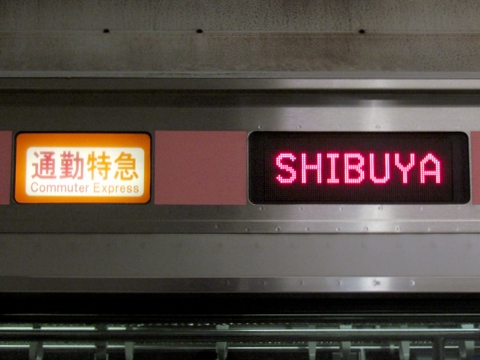 通勤特急
Commuter Express
SHIBUYA